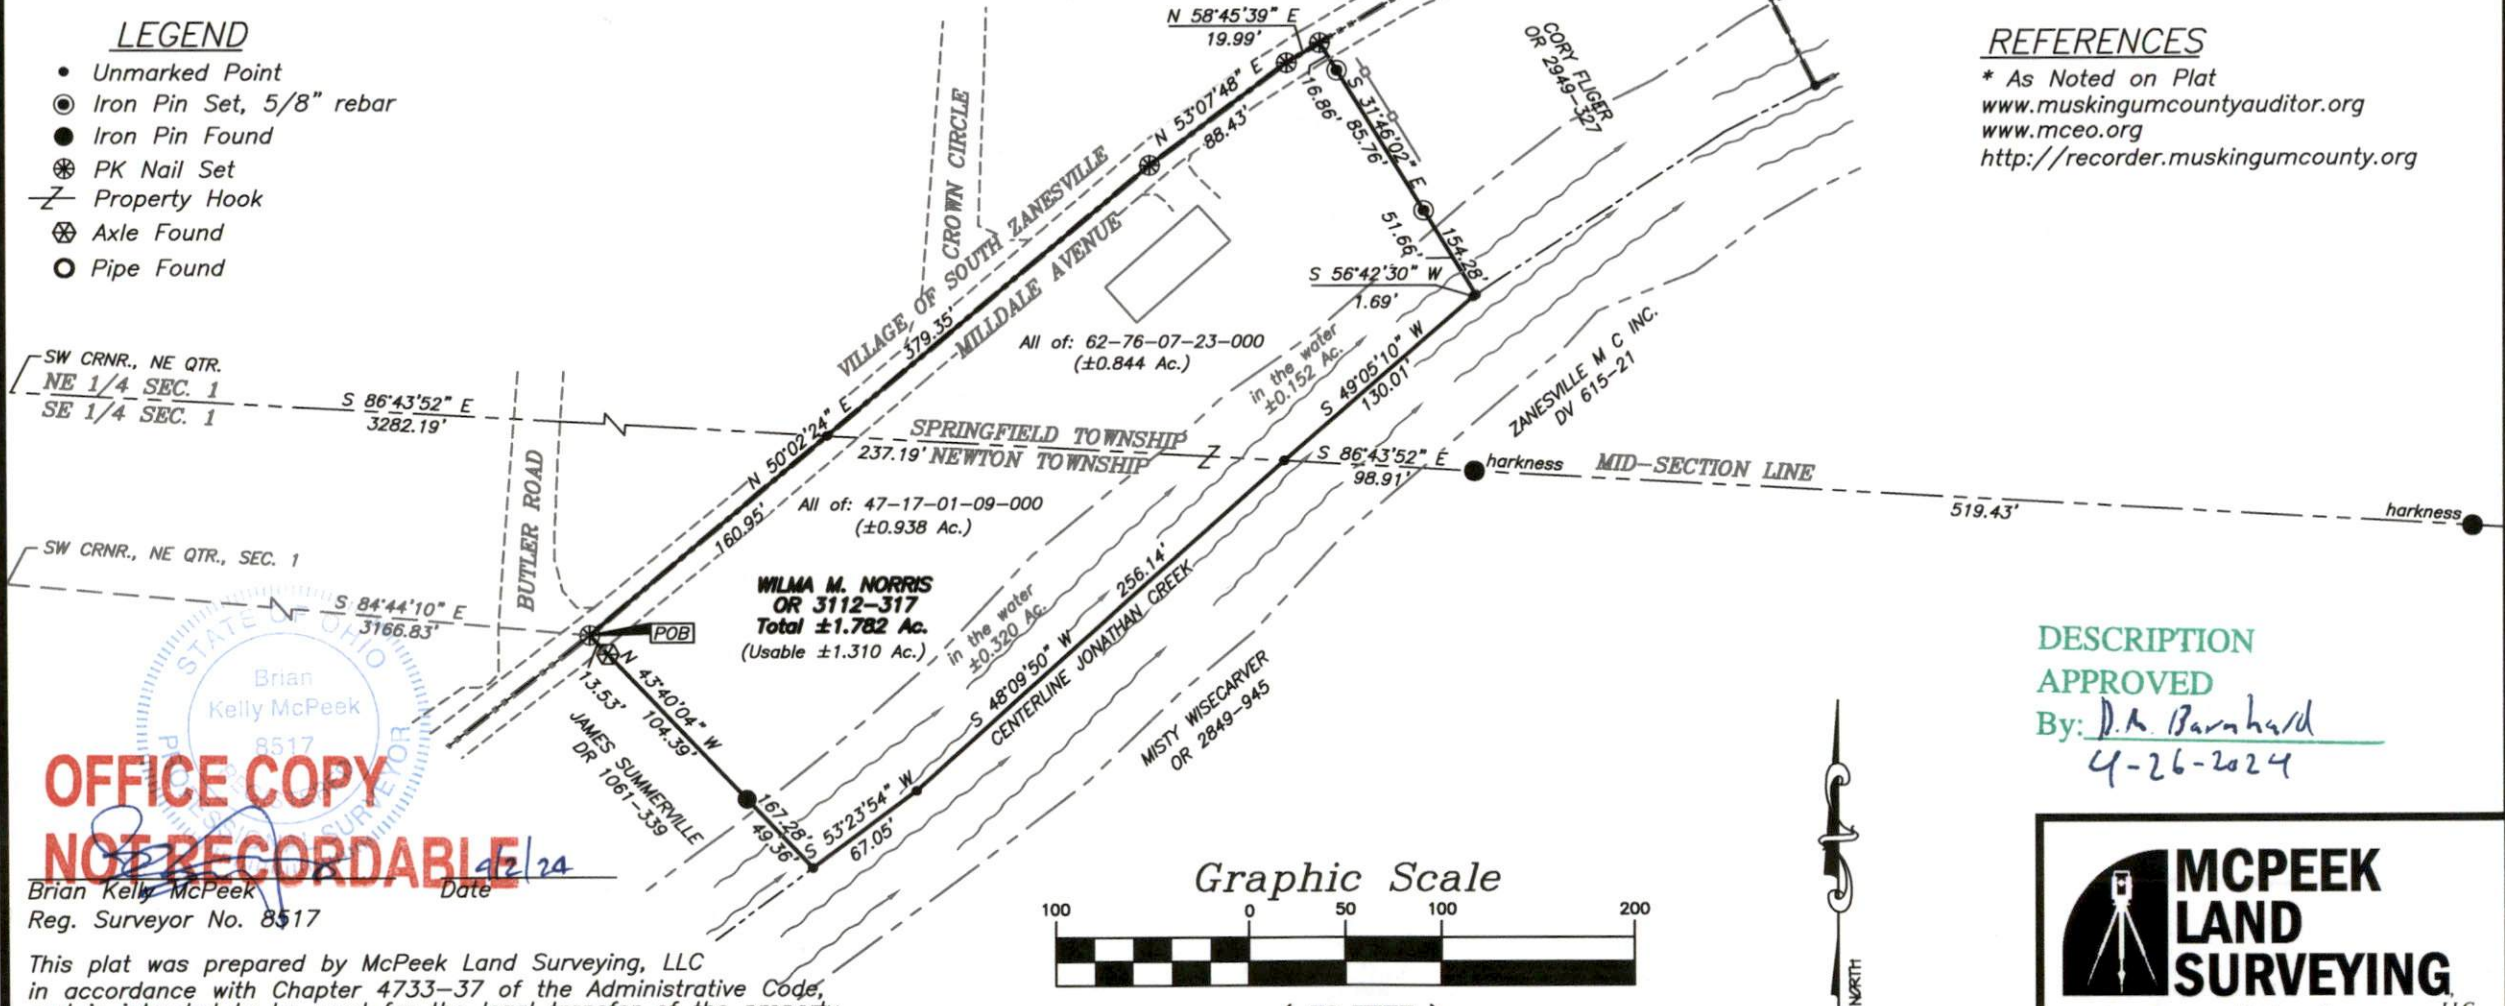 LEGEND
Unmarked Point
Iron Pin Set, 5/8" rebar
Iron Pin Found
PK Nail Set
Property Hook
Axle Found
Pipe Found
REFERENCES
* As Noted on Plat
www.muskingumcountyauditor.org
www.mceo.org
http://recorder.muskingumcounty.org
N 58°45'39" E
19.99'
N 53°07'48" E
88.43'
16.86'
S 31°46'02" E
85.76'
51.66'
154.28'
CORY FLIGER
OR 2949-327
CROWN CIRCLE
VILLAGE OF SOUTH ZANESVILLE
379.35'
MILLDALE AVENUE
S 56°42'30" W
1.69'
All of: 62-76-07-23-000
(±0.844 Ac.)
in the water
±0.152 Ac.
S 49°05'10" W
130.01'
ZANESVILLE M C INC.
DV 615-21
SW CRNR., NE QTR.
NE 1/4 SEC. 1
SE 1/4 SEC. 1
S 86°43'52" E
3282.19'
N 50°02'24" E
160.95'
SPRINGFIELD TOWNSHIP
237.19' NEWTON TOWNSHIP
S 86°43'52" E
98.91'
harkness
MID-SECTION LINE
519.43'
harkness
All of: 47-17-01-09-000
(±0.938 Ac.)
BUTLER ROAD
SW CRNR., NE QTR., SEC. 1
S 84°44'10" E
3166.83'
POB
WILMA M. NORRIS
OR 3112-317
Total ±1.782 Ac.
(Usable ±1.310 Ac.)
in the water
±0.320 Ac.
256.14'
S 48°09'50" W
CENTERLINE JONATHAN CREEK
MISTY WISECARVER
OR 2849-945
N 43°40'04" W
13.53'
104.39'
167.28'
49.36'
JAMES SUMMERVILLE
DR 1061-339
S 53°23'54" W
67.05'
STATE OF OHIO
Brian
Kelly McPeek
8517
PROFESSIONAL SURVEYOR
OFFICE COPY
NOT RECORDABLE
4/2/24
Brian Kelly McPeek
Date
Reg. Surveyor No. 8517
This plat was prepared by McPeek Land Surveying, LLC
in accordance with Chapter 4733-37 of the Administrative Code,
Graphic Scale
100 0 50 100 200
NORTH
DESCRIPTION
APPROVED
By: D.A. Barnhard
4-26-2024
MCPEEK
LAND
SURVEYING,
LLC